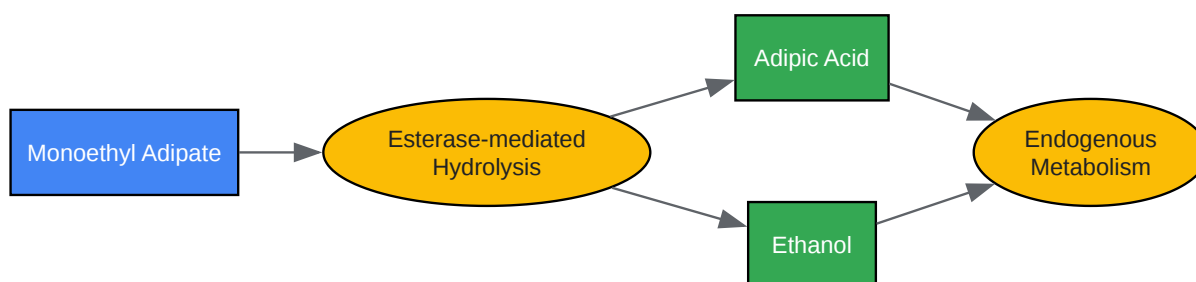 Monoethyl Adipate
Esterase-mediated
Hydrolysis
Adipic Acid
Ethanol
Endogenous
Metabolism